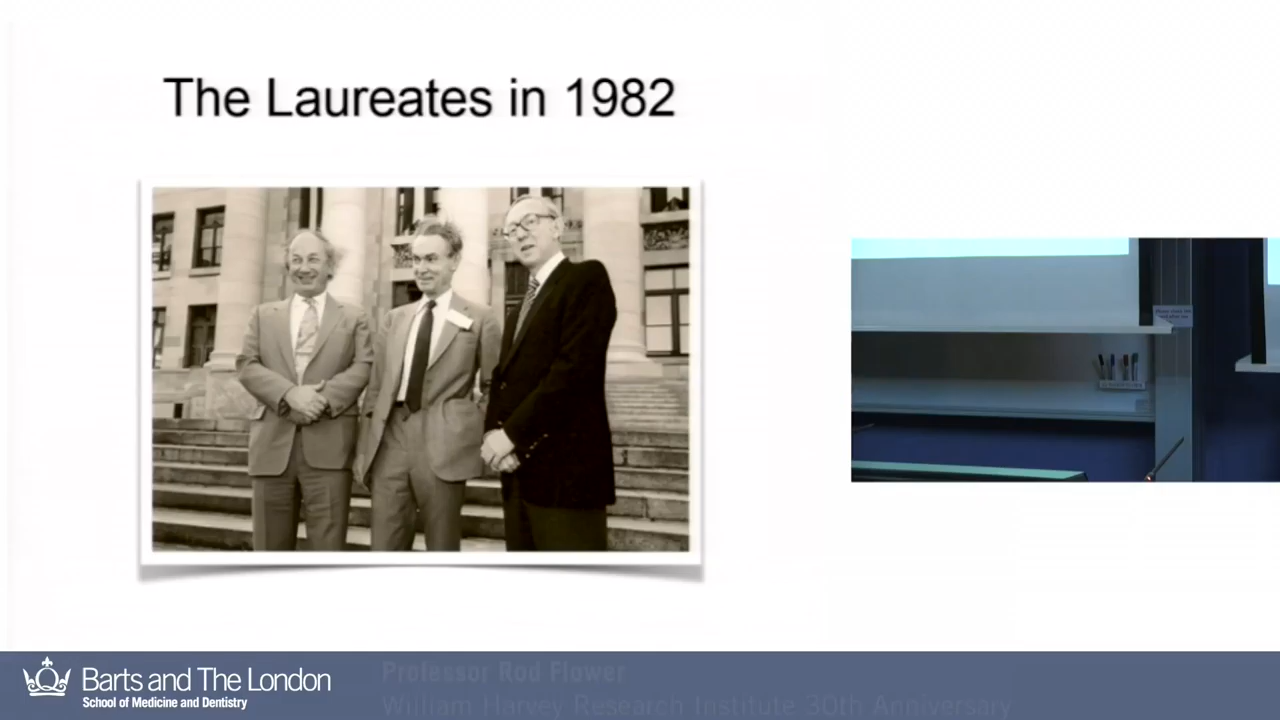 The Laureates in 1982
Barts and The London
School of Medicine and Dentistry
Professor Rod Flower
William Harvey Research Institute 30th Anniversary